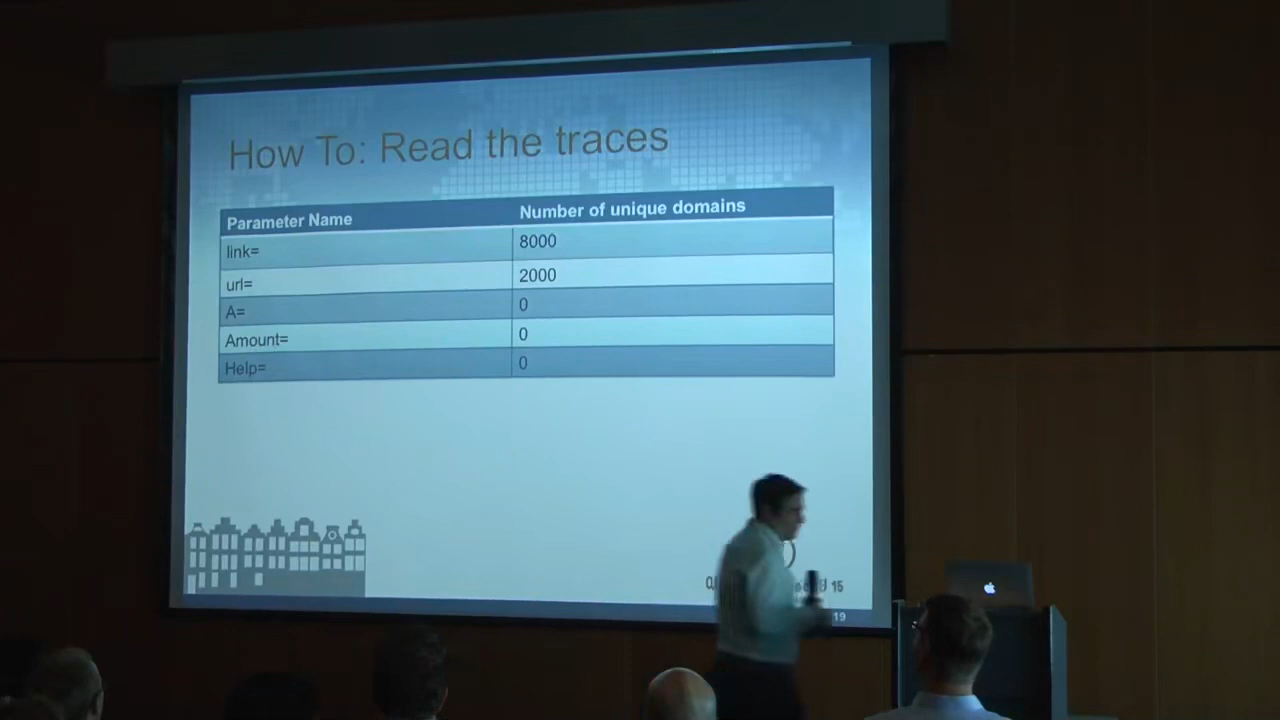 How To: Read the traces
Parameter Name Number of unique domains
link= 8000
url= 2000
A= 0
Amount= 0
Help= 0
15
19